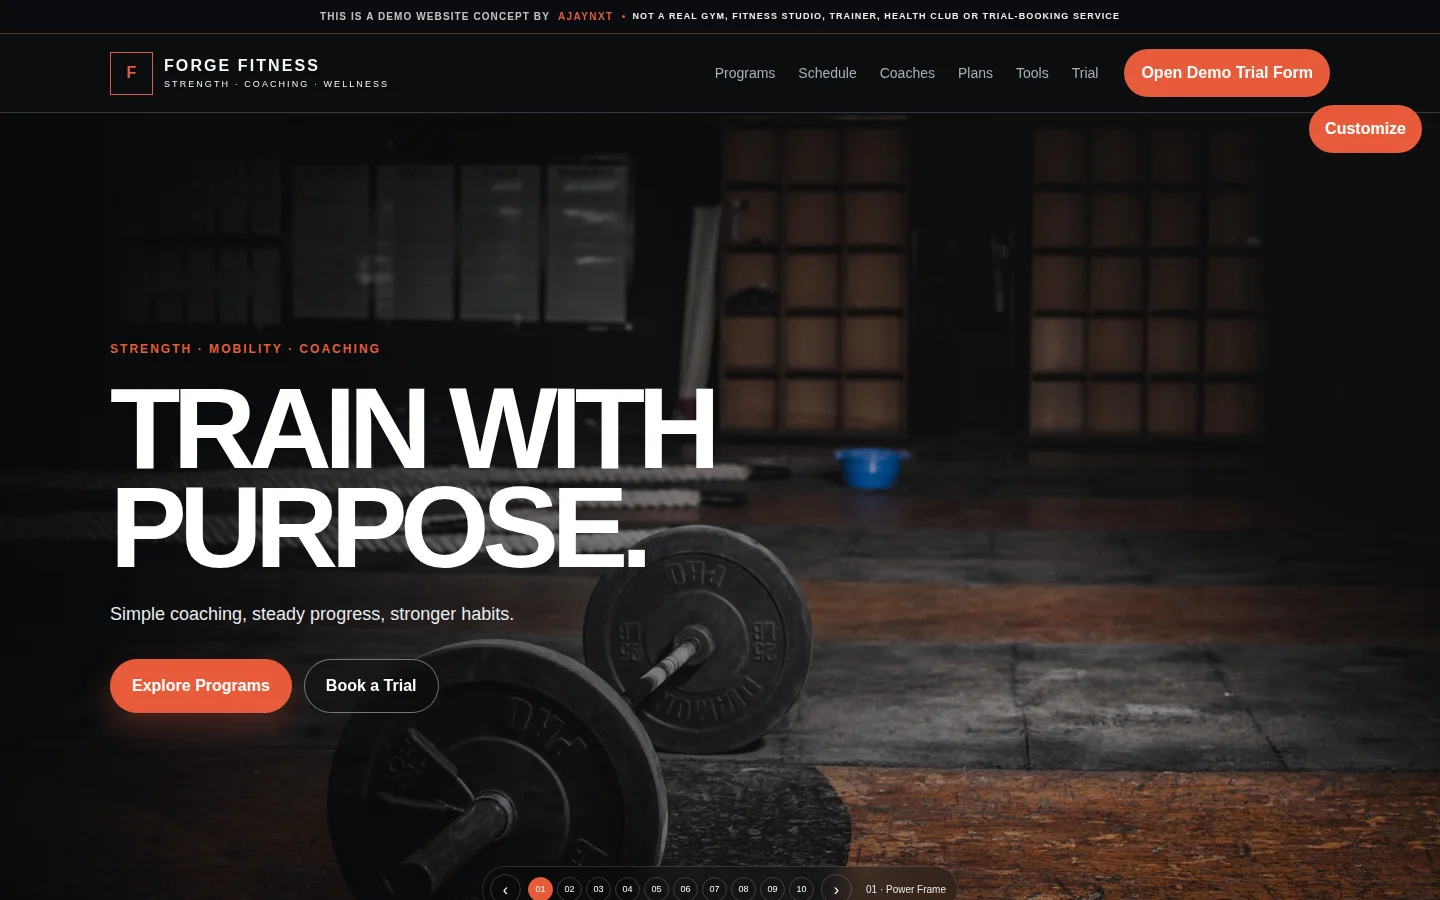 THIS IS A DEMO WEBSITE CONCEPT BY AJAYNXT • NOT A REAL GYM, FITNESS STUDIO, TRAINER, HEALTH CLUB OR TRIAL-BOOKING SERVICE
F
FORGE FITNESS
STRENGTH · COACHING · WELLNESS
Programs Schedule Coaches Plans Tools Trial Open Demo Trial Form
Customize
STRENGTH · MOBILITY · COACHING
TRAIN WITH
PURPOSE.
Simple coaching, steady progress, stronger habits.
Explore Programs Book a Trial
‹ 01 02 03 04 05 06 07 08 09 10 › 01 · Power Frame